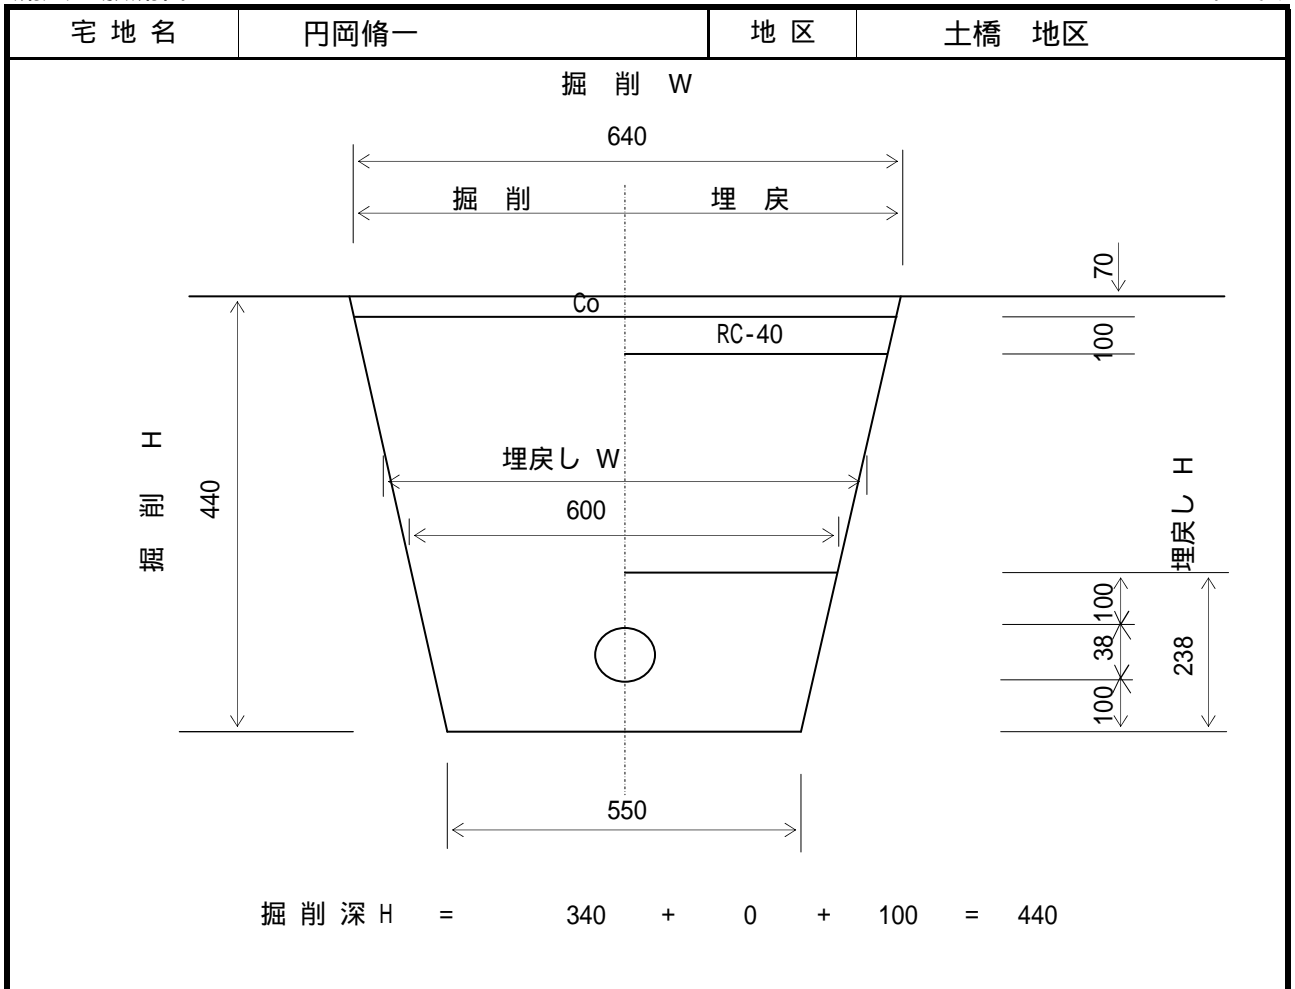 宅 地 名 円岡脩一 地 区 土橋 地区
掘 削 W
640
掘 削 埋 戻
70
Co
RC-40
100
掘 削 H
440
埋戻し W
600
埋戻し H
100
38
100
238
550
掘 削 深 H = 340 + 0 + 100 = 440